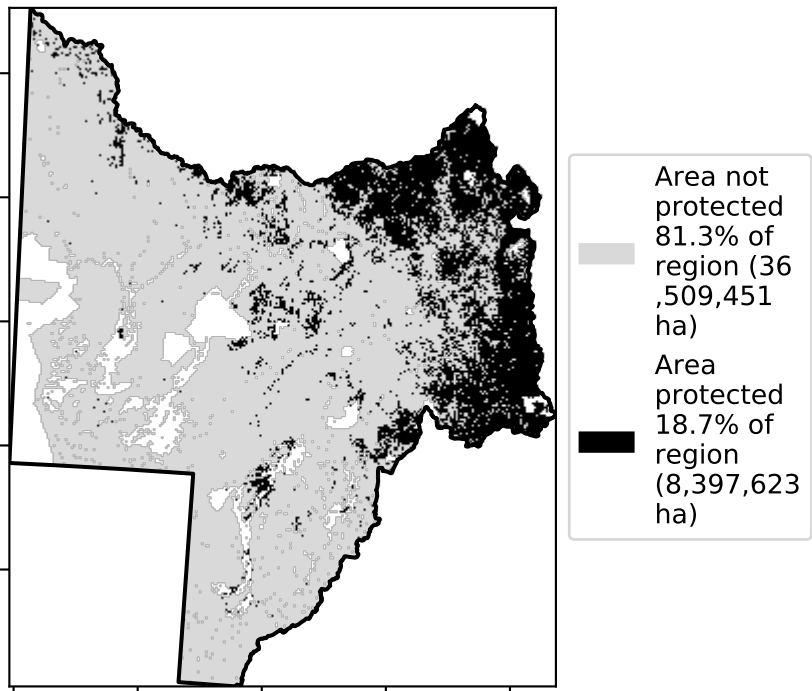 Area not
protected
81.3% of
region (36
,509,451
ha)
Area
protected
18.7% of
region
(8,397,623
ha)